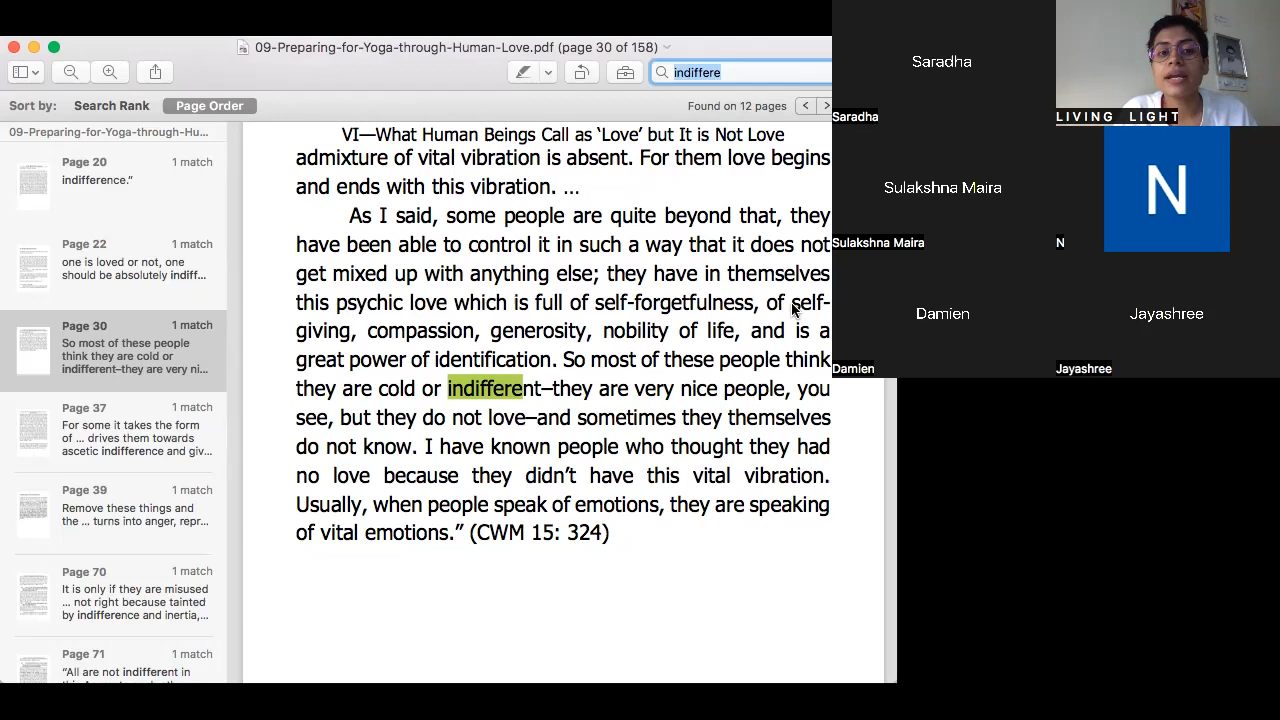 09-Preparing-for-Yoga-through-Human-Love.pdf (page 30 of 158)
indiffere
Sort by: Search Rank Page Order
Found on 12 pages
09-Preparing-for-Yoga-through-Hu...
Page 20 1 match
indifference.”
Page 22 1 match
one is loved or not, one
should be absolutely indiff...
Page 30 1 match
So most of these people
think they are cold or
indifferent–they are very ni...
Page 37 1 match
For some it takes the form
of ... drives them towards
ascetic indifference and giv...
Page 39 1 match
Remove these things and
the ... turns into anger, repr...
Page 70 1 match
It is only if they are misused
... not right because tainted
by indifference and inertia,...
Page 71 1 match
“All are not indifferent in
VI—What Human Beings Call as ‘Love’ but It is Not Love
admixture of vital vibration is absent. For them love begins
and ends with this vibration. ...
As I said, some people are quite beyond that, they
have been able to control it in such a way that it does not
get mixed up with anything else; they have in themselves
this psychic love which is full of self-forgetfulness, of self-
giving, compassion, generosity, nobility of life, and is a
great power of identification. So most of these people think
they are cold or indifferent–they are very nice people, you
see, but they do not love–and sometimes they themselves
do not know. I have known people who thought they had
no love because they didn’t have this vital vibration.
Usually, when people speak of emotions, they are speaking
of vital emotions.” (CWM 15: 324)
Saradha
Saradha
LIVING LIGHT
Sulakshna Maira
Sulakshna Maira
N
N
Damien
Damien
Jayashree
Jayashree